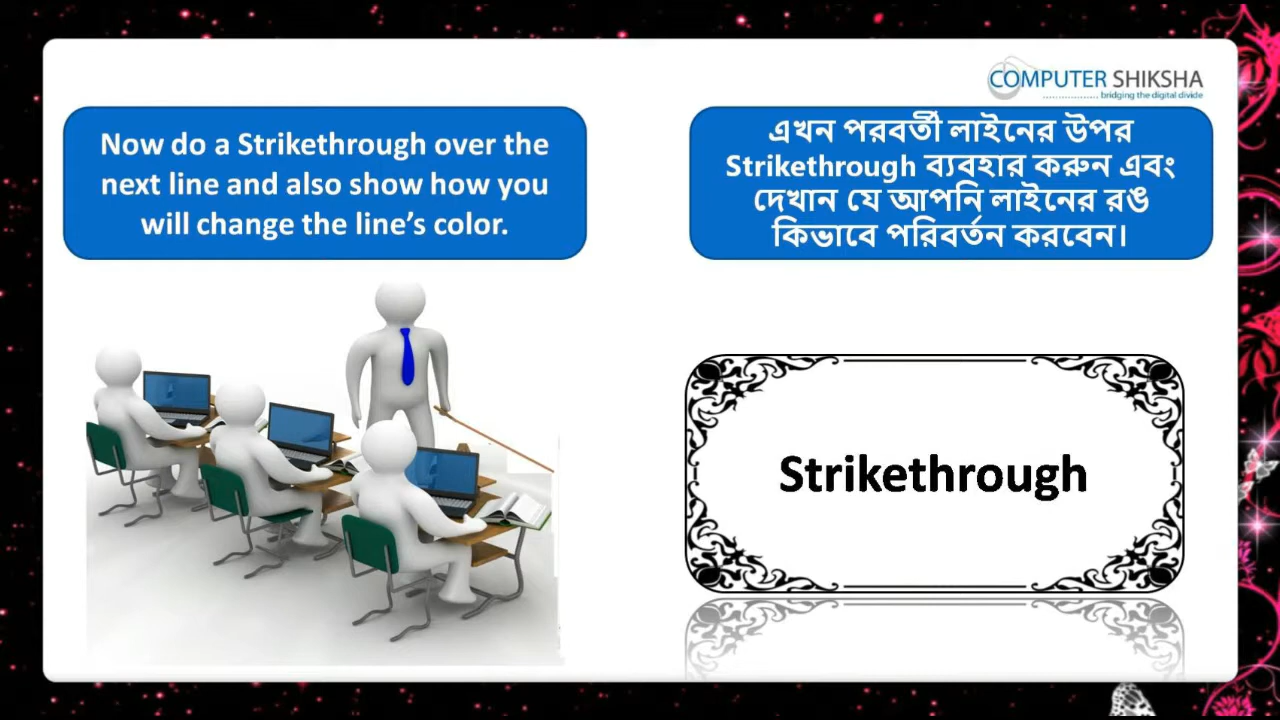 COMPUTER SHIKSHA
bridging the digital divide
Now do a Strikethrough over the
next line and also show how you
will change the line’s color.
এখন পরবর্তী লাইনের উপর
Strikethrough ব্যবহার করুন এবং
দেখান যে আপনি লাইনের রঙ
কিভাবে পরিবর্তন করবেন।
Strikethrough